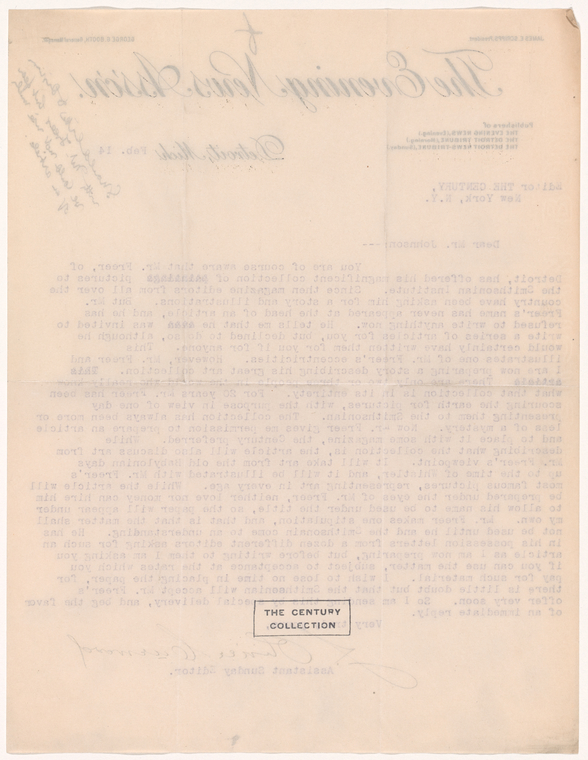 JAMES E. SCRIPPS, President
The Evening News Ass'n!
Publishers of
THE EVENING NEWS (Evening)
THE DETROIT TRIBUNE (Morning)
THE DETROIT NEWS-TRIBUNE (Sunday)
Detroit, Mich. Feb. 14
Editor THE CENTURY,
New York, N.Y.
Dear Mr. Johnson:---
You are of course aware that Mr. Freer, of
Detroit, has offered his magnificent collection of pictures to
the Smithsonian Institute. Since then magazine editors from all over the
country have been asking him for a story and illustrations. But Mr.
Freer's name has never appeared at the head of an article, and he has
refused to write anything now. He tells me that he was invited to
write a series of articles for you, but declined to do so, although he
would certainly have written them for you if for anybody. This
illustrates one of Mr. Freer's eccentricities. However, Mr. Freer and
I are now preparing a story describing his great art collection. This
what that collection is in its entirety. For 20 years Mr. Freer has been
scouring the earth for pictures, with the purpose in view of one day
presenting them to the Smithsonian. The collection has always been more or
less of a mystery. Now Mr. Freer gives me permission to prepare an article
and to place it with some magazine, the Century preferred. While
describing what the collection is, the article will also discuss art from
Mr. Freer's viewpoint. It will take art from the old Babylonian days
up to the time of Whistler, and it will be illustrated with Mr. Freer's
most famous pictures, representing art in every age. While the article will
be prepared under the eyes of Mr. Freer, neither love nor money can hire him
to allow his name to be used under the title, so the paper will appear under
my own. Mr. Freer makes one stipulation, and that is that the matter shall
not be used until he and the Smithsonian come to an understanding. He has
in his possession letters from a dozen different editors asking for such an
article as I am now preparing, but before writing to them I am asking you
if you can use the matter, subject to acceptance at the rates which you
pay for such material. I wish to lose no time in placing the paper, for
there is little doubt but that the Smithsonian will accept Mr. Freer's
offer very soon. So I am sending this by special delivery, and beg the favor
of an immediate reply.
Very
THE CENTURY
COLLECTION
Assistant Sunday Editor.